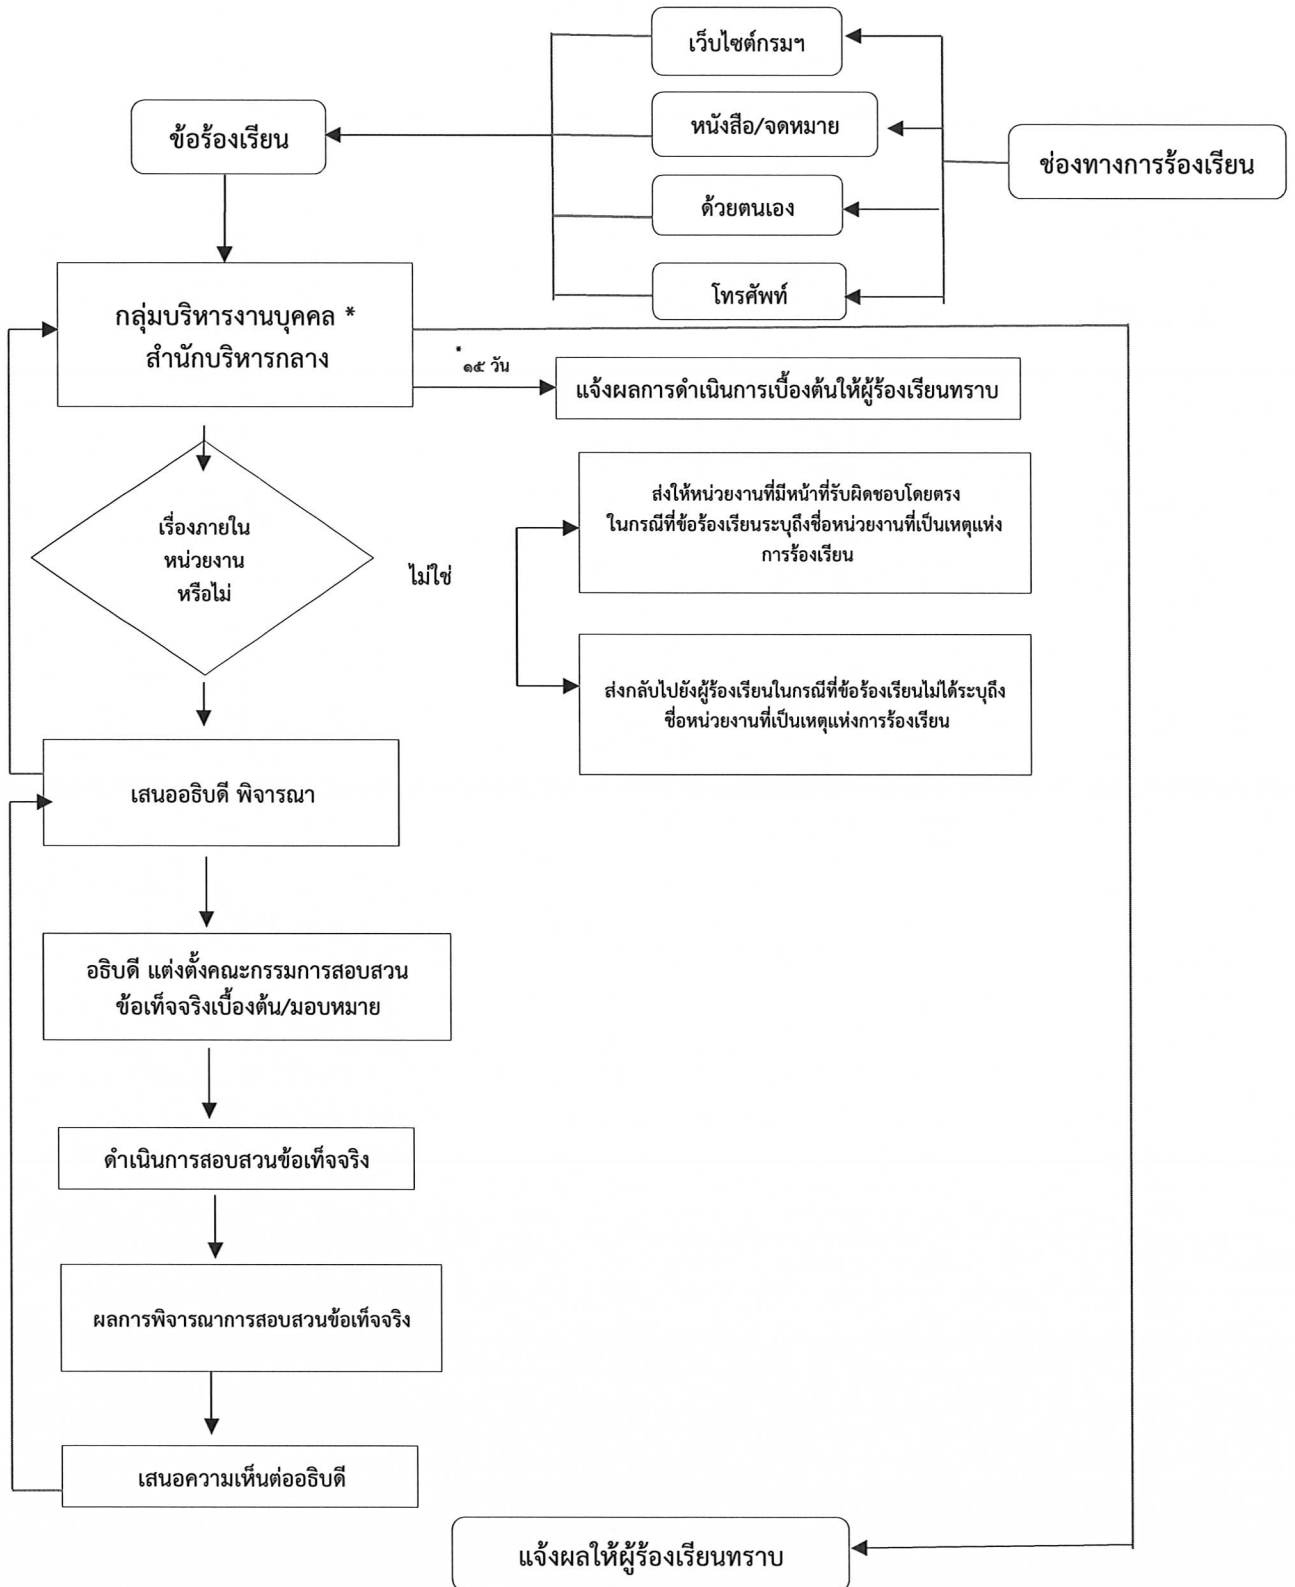 เว็บไซต์กรมฯ
หนังสือ/จดหมาย
ข้อร้องเรียน
ช่องทางการร้องเรียน
ด้วยตนเอง
โทรศัพท์
กลุ่มบริหารงานบุคคล *
สำนักบริหารกลาง
*
๑๕ วัน
แจ้งผลการดำเนินการเบื้องต้นให้ผู้ร้องเรียนทราบ
เรื่องภายใน
หน่วยงาน
หรือไม่
ไม่ใช่
ส่งให้หน่วยงานที่มีหน้าที่รับผิดชอบโดยตรง
ในกรณีที่ข้อร้องเรียนระบุถึงชื่อหน่วยงานที่เป็นเหตุแห่ง
การร้องเรียน
ส่งกลับไปยังผู้ร้องเรียนในกรณีที่ข้อร้องเรียนไม่ได้ระบุถึง
ชื่อหน่วยงานที่เป็นเหตุแห่งการร้องเรียน
เสนออธิบดี พิจารณา
อธิบดี แต่งตั้งคณะกรรมการสอบสวน
ข้อเท็จจริงเบื้องต้น/มอบหมาย
ดำเนินการสอบสวนข้อเท็จจริง
ผลการพิจารณาการสอบสวนข้อเท็จจริง
เสนอความเห็นต่ออธิบดี
แจ้งผลให้ผู้ร้องเรียนทราบ